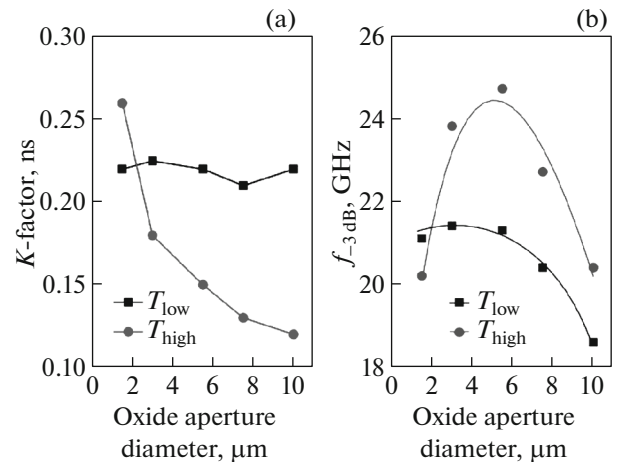 (a)
0.30
0.25
0.20
0.15
0.10
K-factor, ns
T_low
T_high
0 2 4 6 8 10
Oxide aperture
diameter, μm
(b)
26
24
22
20
18
f_−3 dB, GHz
T_low
T_high
0 2 4 6 8 10
Oxide aperture
diameter, μm